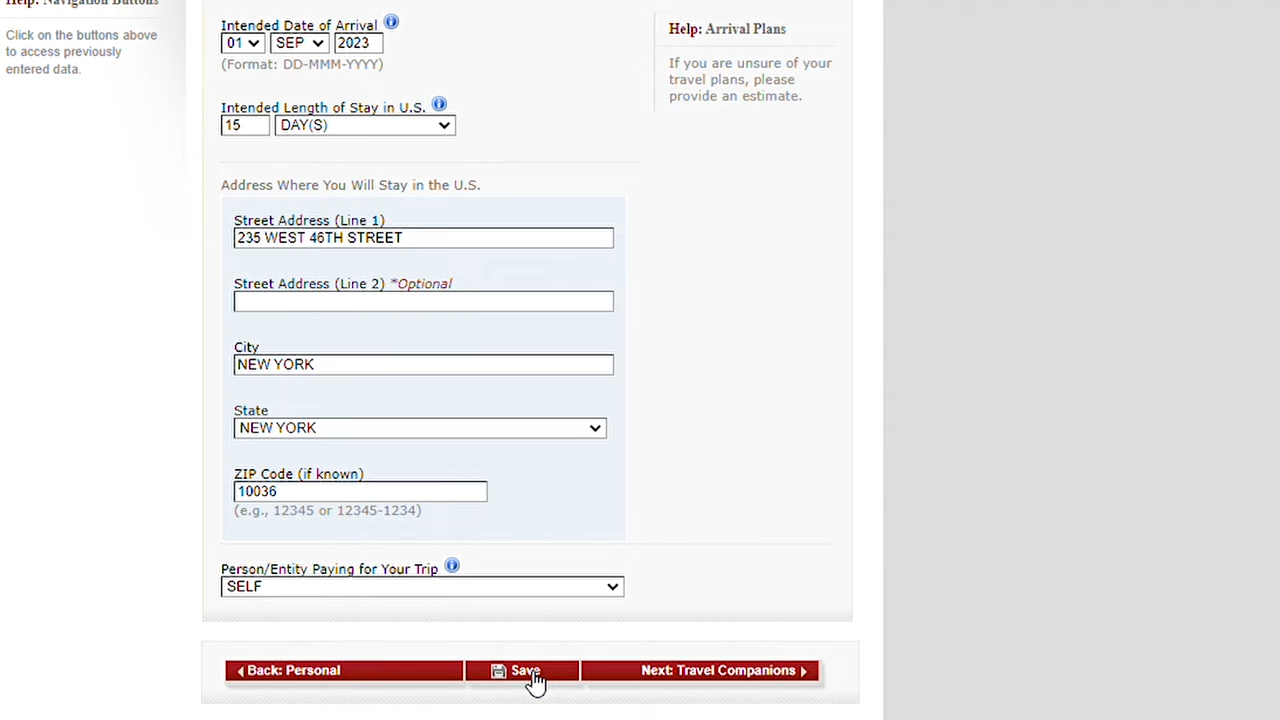 Help: Navigation Buttons
Click on the buttons above
to access previously
entered data.
Intended Date of Arrival
01 SEP 2023
(Format: DD-MMM-YYYY)
Intended Length of Stay in U.S.
15 DAY(S)
Address Where You Will Stay in the U.S.
Street Address (Line 1)
235 WEST 46TH STREET
Street Address (Line 2) *Optional
City
NEW YORK
State
NEW YORK
ZIP Code (if known)
10036
(e.g., 12345 or 12345-1234)
Person/Entity Paying for Your Trip
SELF
Help: Arrival Plans
If you are unsure of your
travel plans, please
provide an estimate.
Back: Personal
Save
Next: Travel Companions